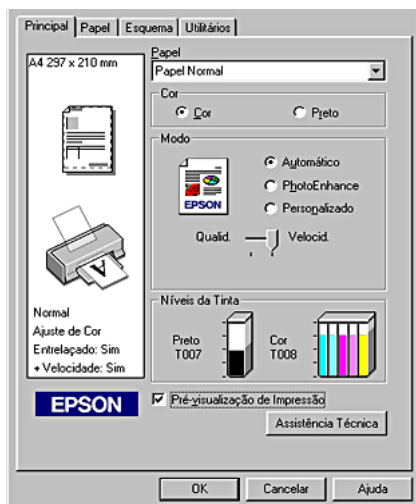 Principal
Papel
Esquema
Utilitários
A4 297 x 210 mm
Normal
Ajuste de Cor
Entrelaçado: Sim
+ Velocidade: Sim
EPSON
Papel
Papel Normal
Cor
Cor
Preto
Modo
EPSON
Automático
PhotoEnhance
Personalizado
Qualid.
Velocid.
Níveis da Tinta
Preto
T007
Cor
T008
Pré-visualização de Impressão
Assistência Técnica
OK
Cancelar
Ajuda